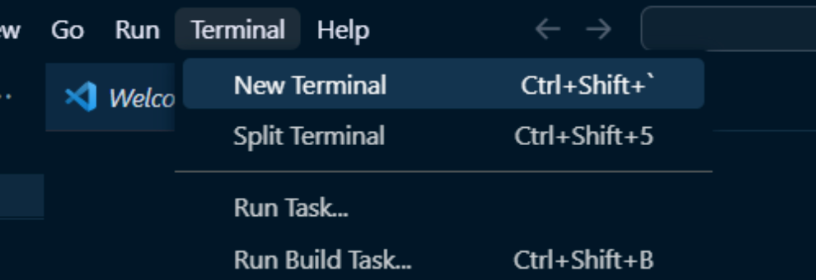 ew Go Run Terminal Help
Welco
New Terminal Ctrl+Shift+`
Split Terminal Ctrl+Shift+5
Run Task...
Run Build Task... Ctrl+Shift+B